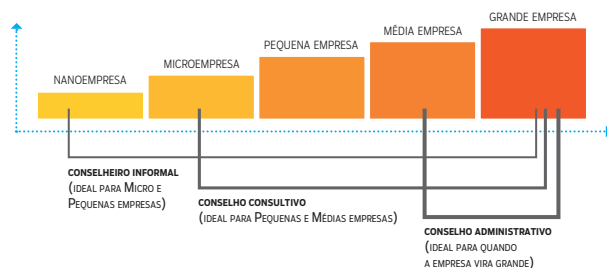 NANOEMPRESA
MICROEMPRESA
PEQUENA EMPRESA
MÉDIA EMPRESA
GRANDE EMPRESA
CONSELHEIRO INFORMAL
(IDEAL PARA MICRO E
PEQUENAS EMPRESAS)
CONSELHO CONSULTIVO
(IDEAL PARA PEQUENAS E MÉDIAS EMPRESAS)
CONSELHO ADMINISTRATIVO
(IDEAL PARA QUANDO
A EMPRESA VIRA GRANDE)